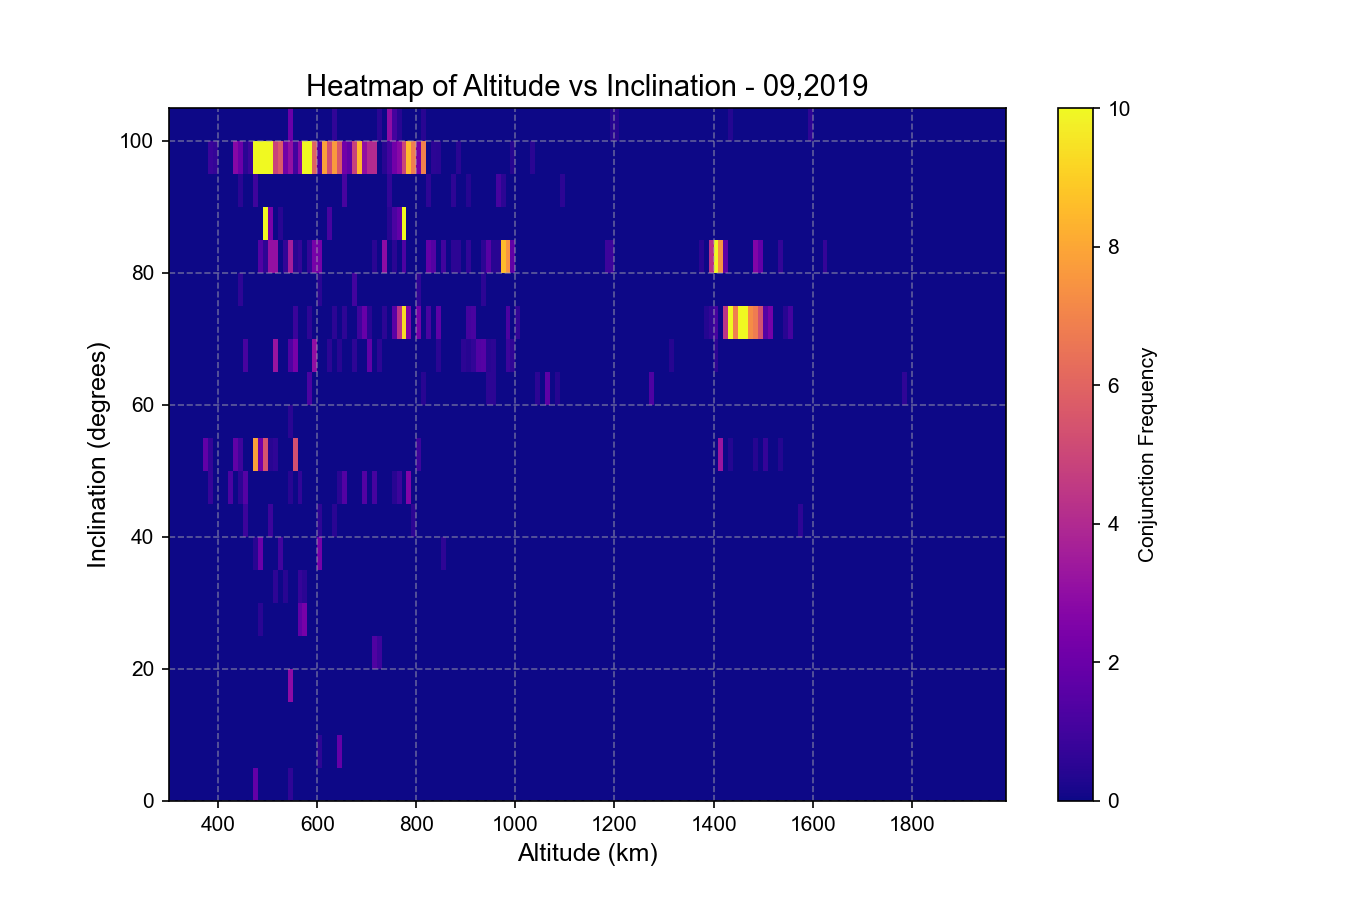 Heatmap of Altitude vs Inclination - 09,2019
100
80
60
40
20
0
Inclination (degrees)
400 600 800 1000 1200 1400 1600 1800
Altitude (km)
10
8
6
4
2
0
Conjunction Frequency